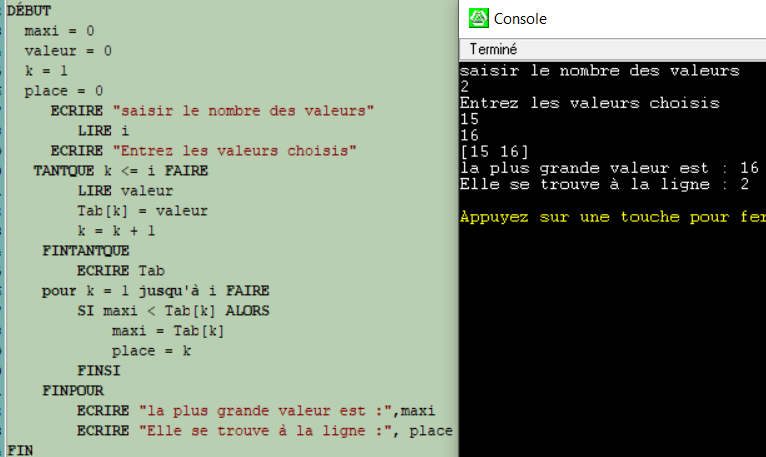 DÉBUT
maxi = 0
valeur = 0
k = 1
place = 0
ECRIRE "saisir le nombre des valeurs"
LIRE i
ECRIRE "Entrez les valeurs choisis"
TANTQUE k <= i FAIRE
LIRE valeur
Tab[k] = valeur
k = k + 1
FINTANTQUE
ECRIRE Tab
pour k = 1 jusqu'à i FAIRE
SI maxi < Tab[k] ALORS
maxi = Tab[k]
place = k
FINSI
FINPOUR
ECRIRE "la plus grande valeur est :",maxi
ECRIRE "Elle se trouve à la ligne :", place
FIN
Console
Terminé
saisir le nombre des valeurs
2
Entrez les valeurs choisis
15
16
[15 16]
la plus grande valeur est : 16
Elle se trouve à la ligne : 2
Appuyez sur une touche pour fer